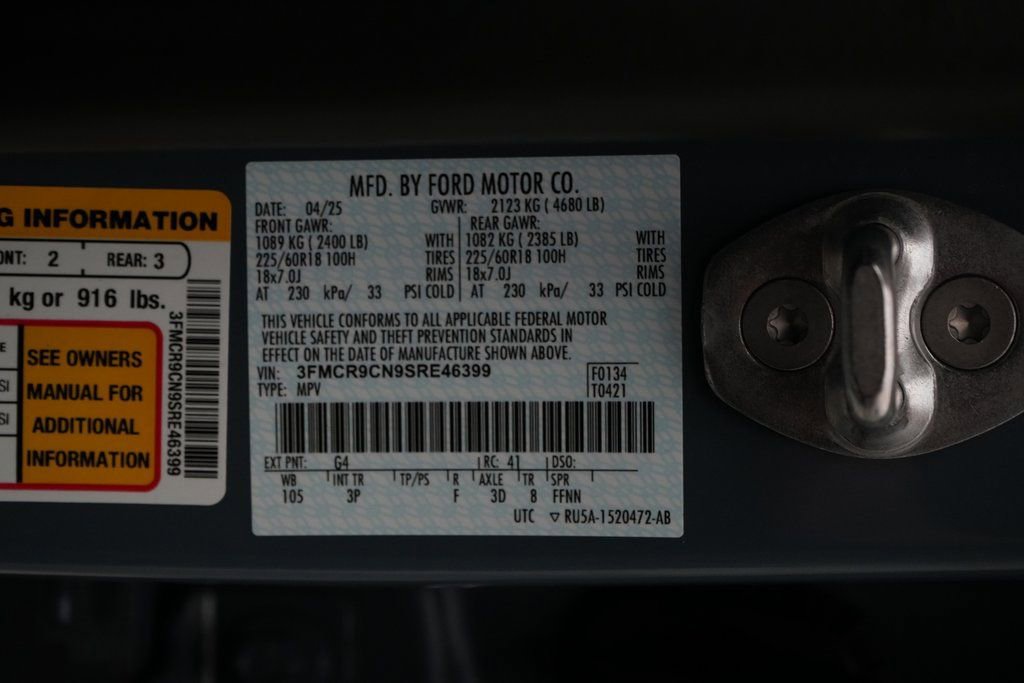 G INFORMATION
ONT: 2 REAR: 3
kg or 916 lbs.
SEE OWNERS
MANUAL FOR
ADDITIONAL
INFORMATION
3FMCR9CN9SRE46399
MFD. BY FORD MOTOR CO.
DATE: 04/25 GVWR: 2123 KG ( 4680 LB)
FRONT GAWR: REAR GAWR:
1089 KG ( 2400 LB) WITH 1082 KG ( 2385 LB) WITH
225/60R18 100H TIRES 225/60R18 100H TIRES
18x7.0J RIMS 18x7.0J RIMS
AT 230 kPa/ 33 PSI COLD AT 230 kPa/ 33 PSI COLD
THIS VEHICLE CONFORMS TO ALL APPLICABLE FEDERAL MOTOR
VEHICLE SAFETY AND THEFT PREVENTION STANDARDS IN
EFFECT ON THE DATE OF MANUFACTURE SHOWN ABOVE.
VIN: 3FMCR9CN9SRE46399 F0134
TYPE: MPV T0421
EXT PNT: G4 RC: 41 DSO:
WB INT TR TP/PS R AXLE TR SPR
105 3P F 3D 8 FFNN
UTC ▽ RU5A-1520472-AB